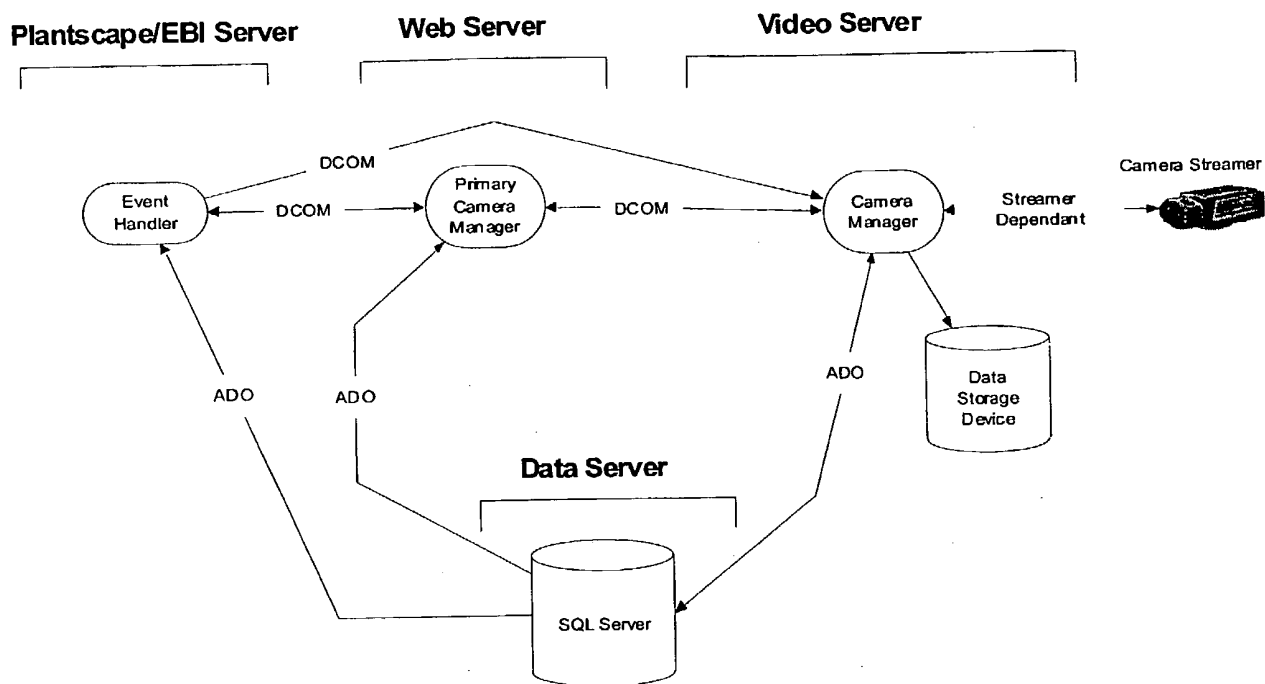 Plantscape/EBI Server
Web Server
Video Server
DCOM
Camera Streamer
Event
Handler
DCOM
Primary
Camera
Manager
DCOM
Camera
Manager
Streamer
Dependant
ADO
ADO
ADO
Data
Storage
Device
Data Server
SQL Server